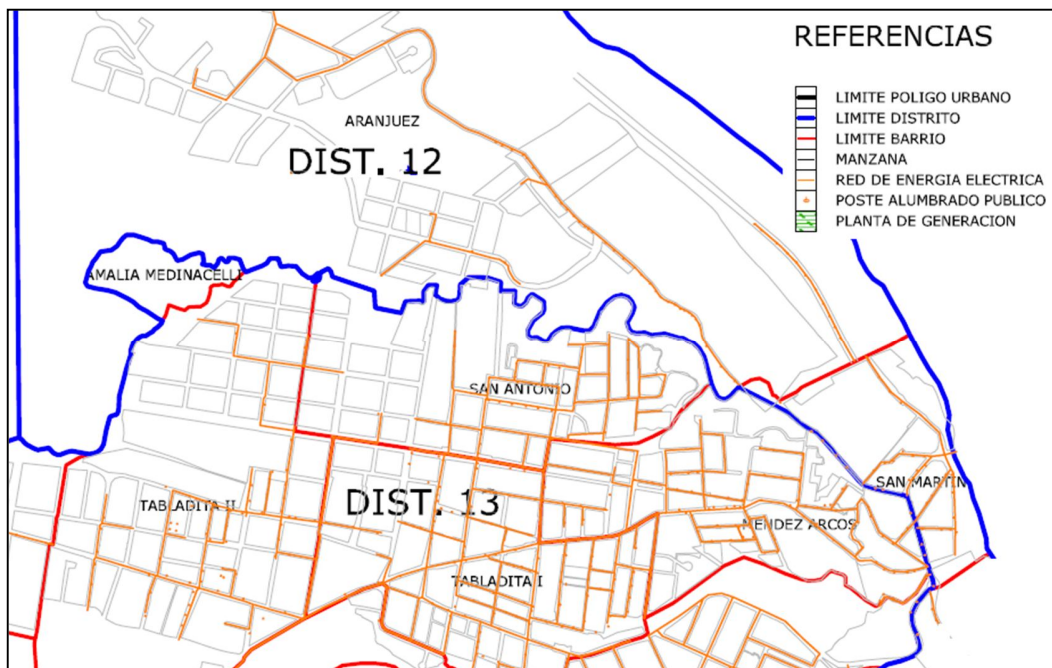 REFERENCIAS
LIMITE POLIGO URBANO
LIMITE DISTRITO
LIMITE BARRIO
MANZANA
RED DE ENERGIA ELECTRICA
POSTE ALUMBRADO PUBLICO
PLANTA DE GENERACION
ARANJUEZ
DIST. 12
AMALIA MEDINACELLI
SAN ANTONIO
SAN MARTIN
TABLADITA II
DIST. 13
MENDEZ ARCOS
TABLADITA I